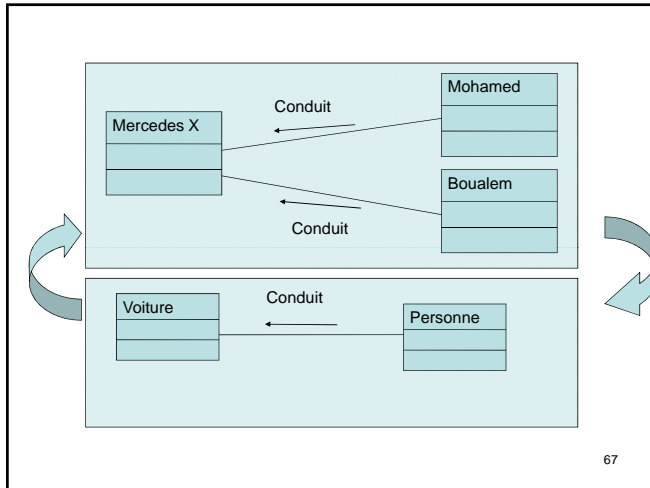 Mohamed
Conduit
Mercedes X
Boualem
Conduit
Voiture
Conduit
Personne
67